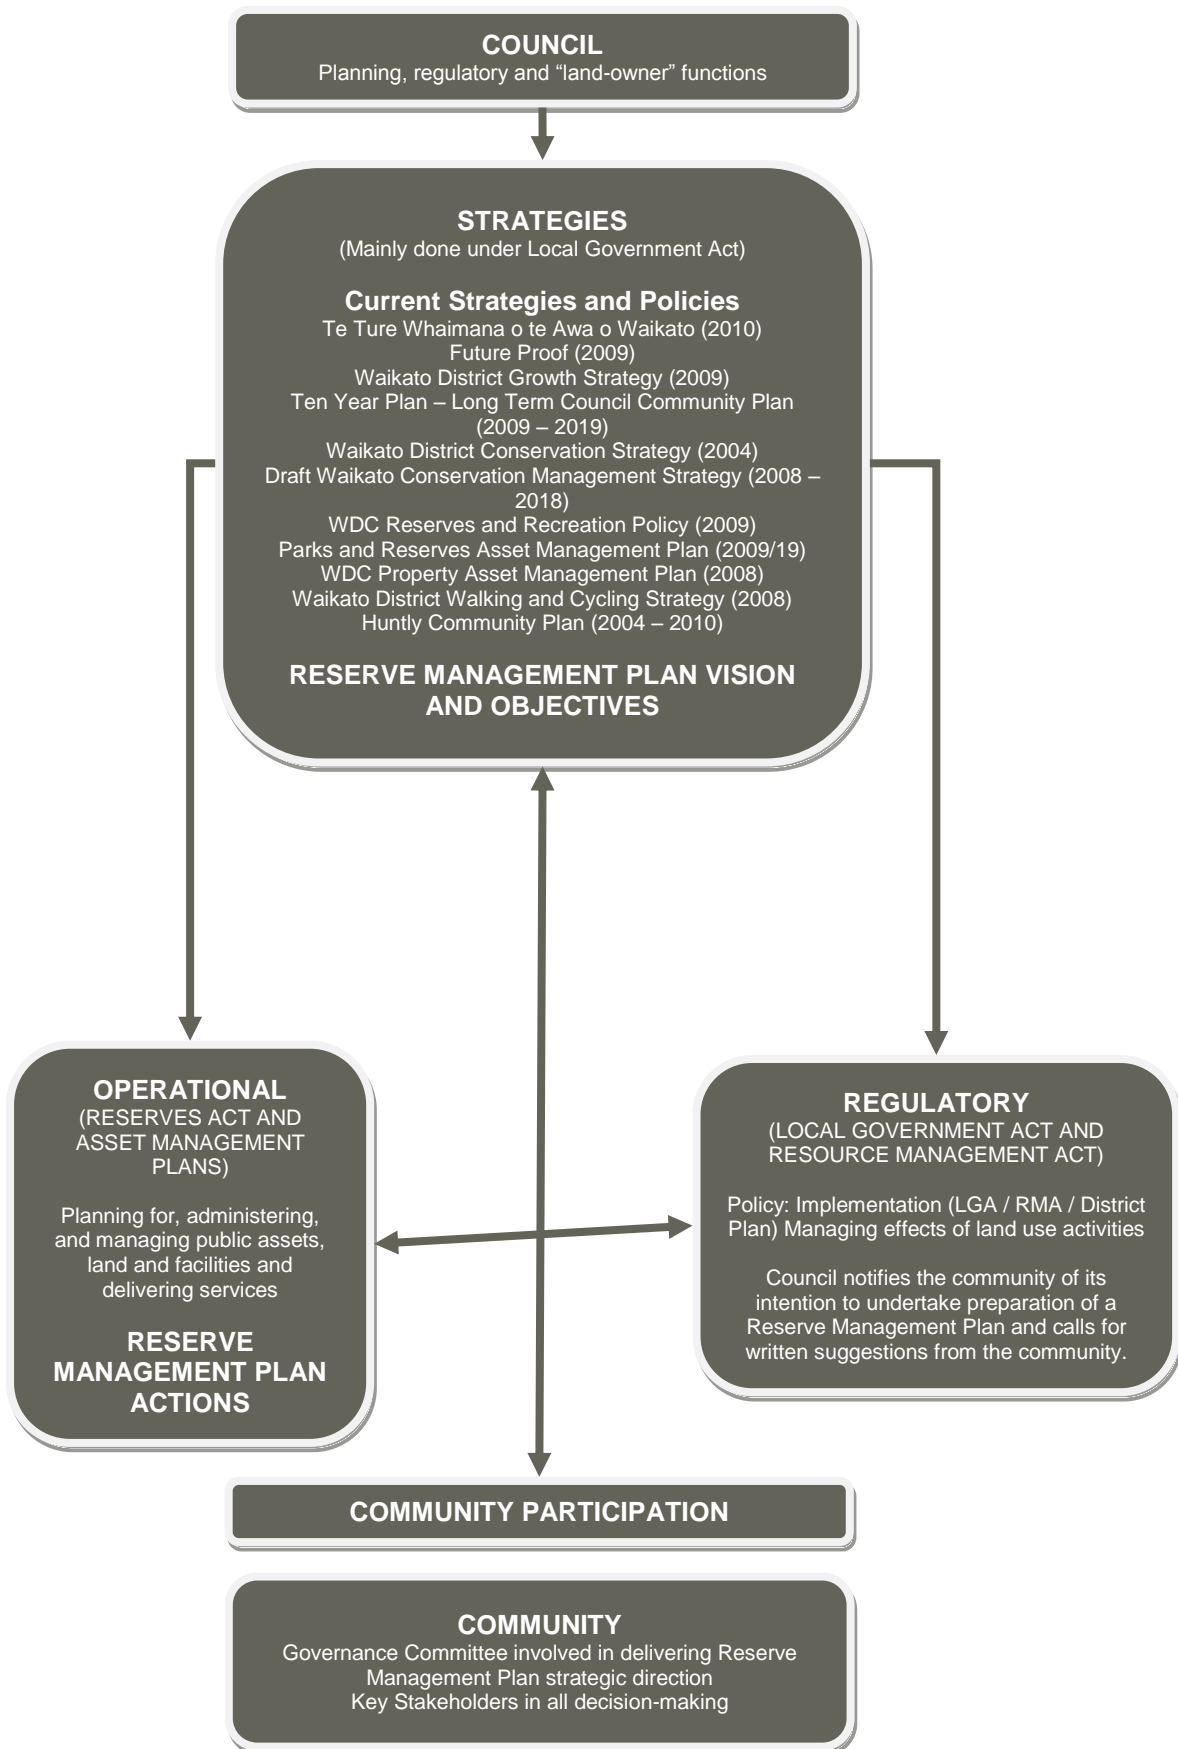 COUNCIL
Planning, regulatory and “land-owner” functions
STRATEGIES
(Mainly done under Local Government Act)
Current Strategies and Policies
Te Ture Whaimana o te Awa o Waikato (2010)
Future Proof (2009)
Waikato District Growth Strategy (2009)
Ten Year Plan – Long Term Council Community Plan
(2009 – 2019)
Waikato District Conservation Strategy (2004)
Draft Waikato Conservation Management Strategy (2008 –
2018)
WDC Reserves and Recreation Policy (2009)
Parks and Reserves Asset Management Plan (2009/19)
WDC Property Asset Management Plan (2008)
Waikato District Walking and Cycling Strategy (2008)
Huntly Community Plan (2004 – 2010)
RESERVE MANAGEMENT PLAN VISION
AND OBJECTIVES
OPERATIONAL
(RESERVES ACT AND
ASSET MANAGEMENT
PLANS)
Planning for, administering,
and managing public assets,
land and facilities and
delivering services
RESERVE
MANAGEMENT PLAN
ACTIONS
REGULATORY
(LOCAL GOVERNMENT ACT AND
RESOURCE MANAGEMENT ACT)
Policy: Implementation (LGA / RMA / District
Plan) Managing effects of land use activities
Council notifies the community of its
intention to undertake preparation of a
Reserve Management Plan and calls for
written suggestions from the community.
COMMUNITY PARTICIPATION
COMMUNITY
Governance Committee involved in delivering Reserve
Management Plan strategic direction
Key Stakeholders in all decision-making